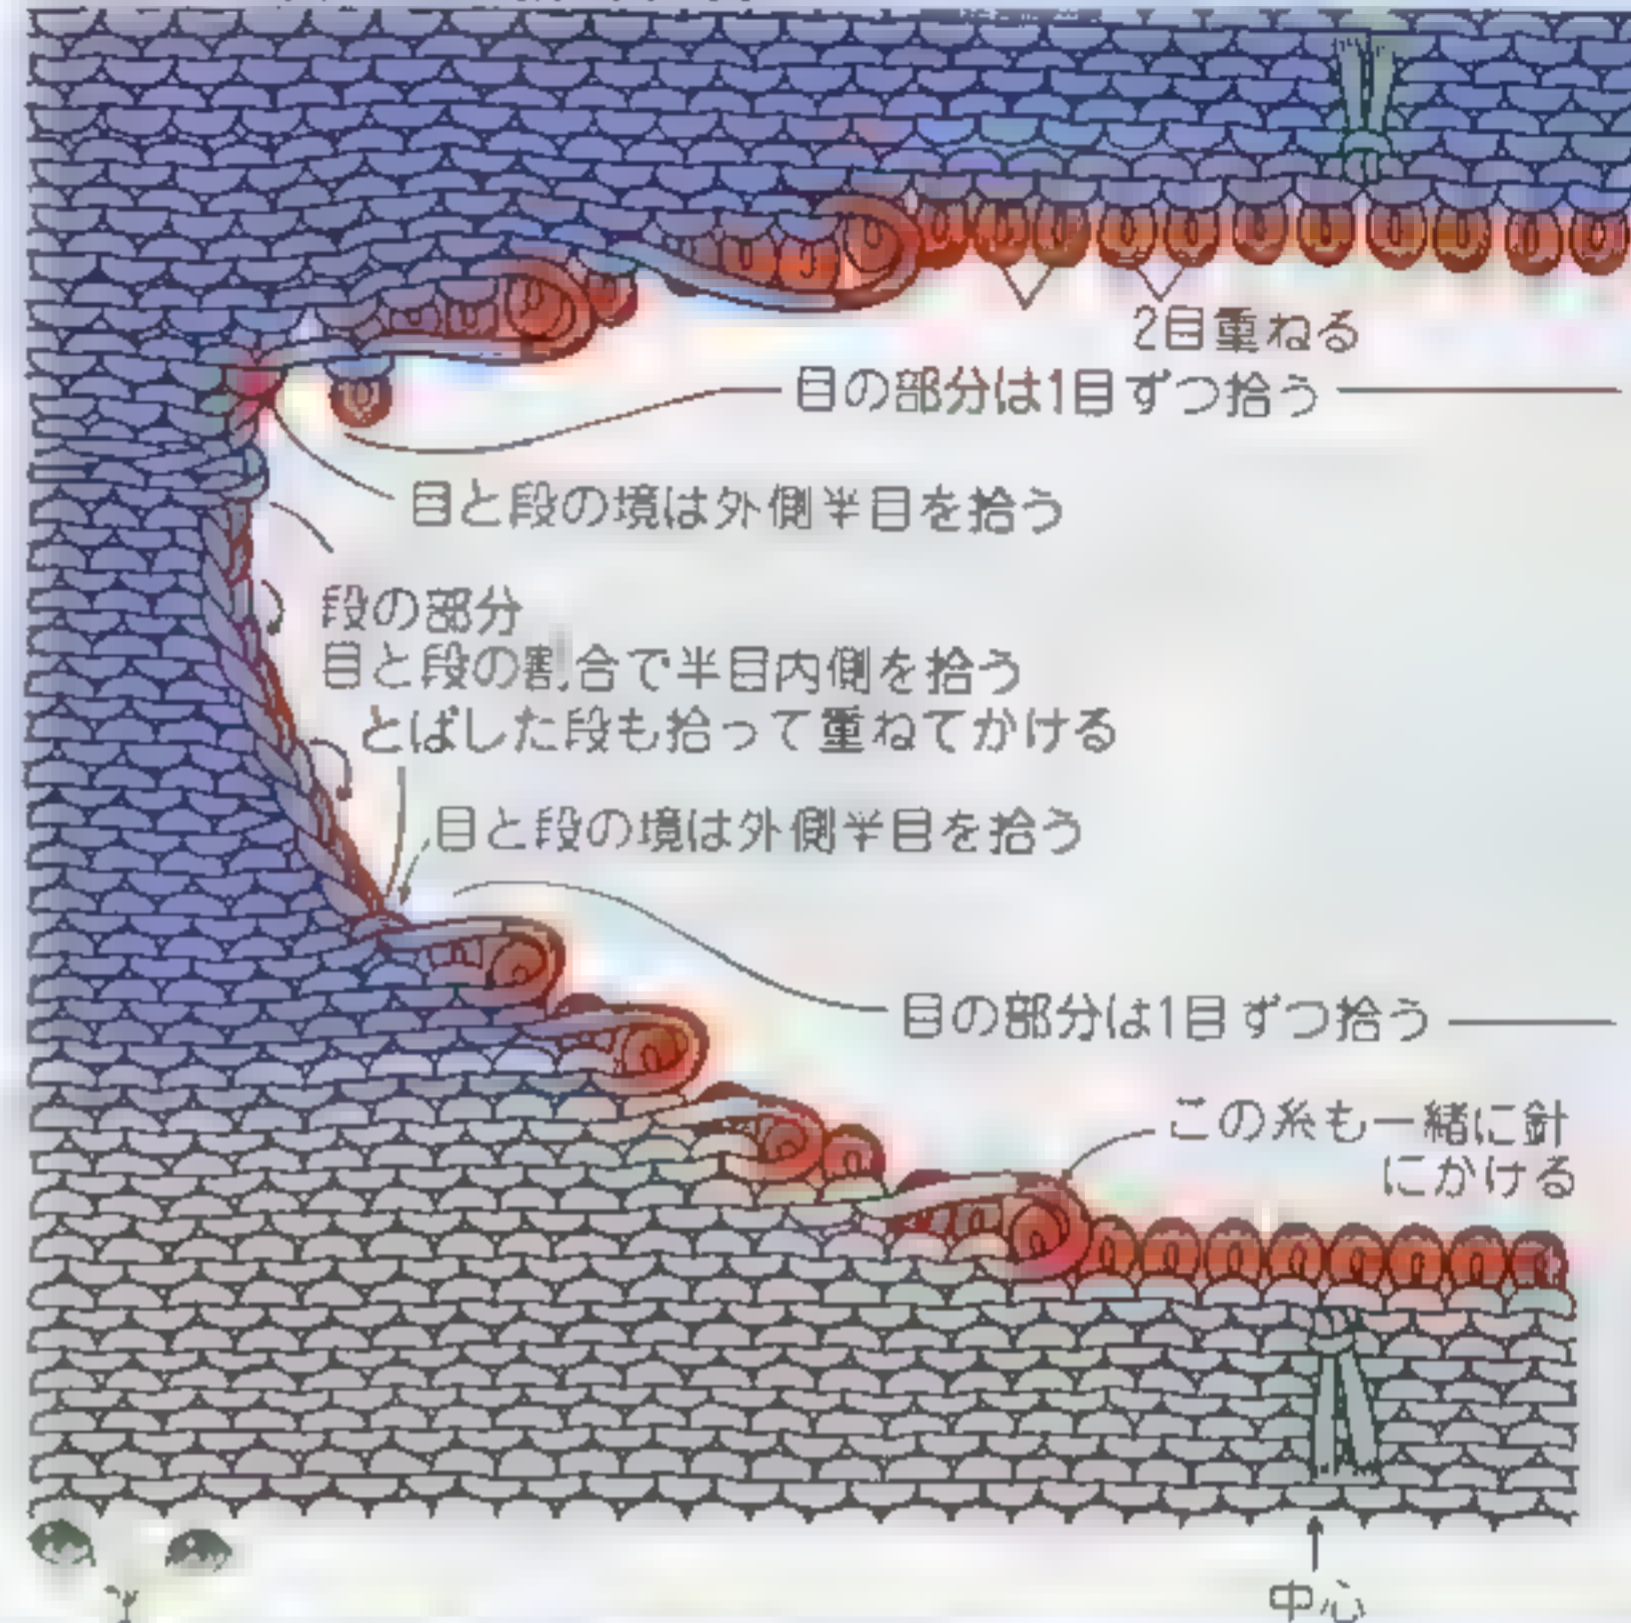 2目重ねる
目の部分は1目ずつ拾う
目と段の境は外側半目を拾う
段の部分
目と段の割合で半目内側を拾う
とばした段も拾って重ねてかける
目と段の境は外側半目を拾う
目の部分は1目ずつ拾う
この糸も一緒に針
にかける
中心